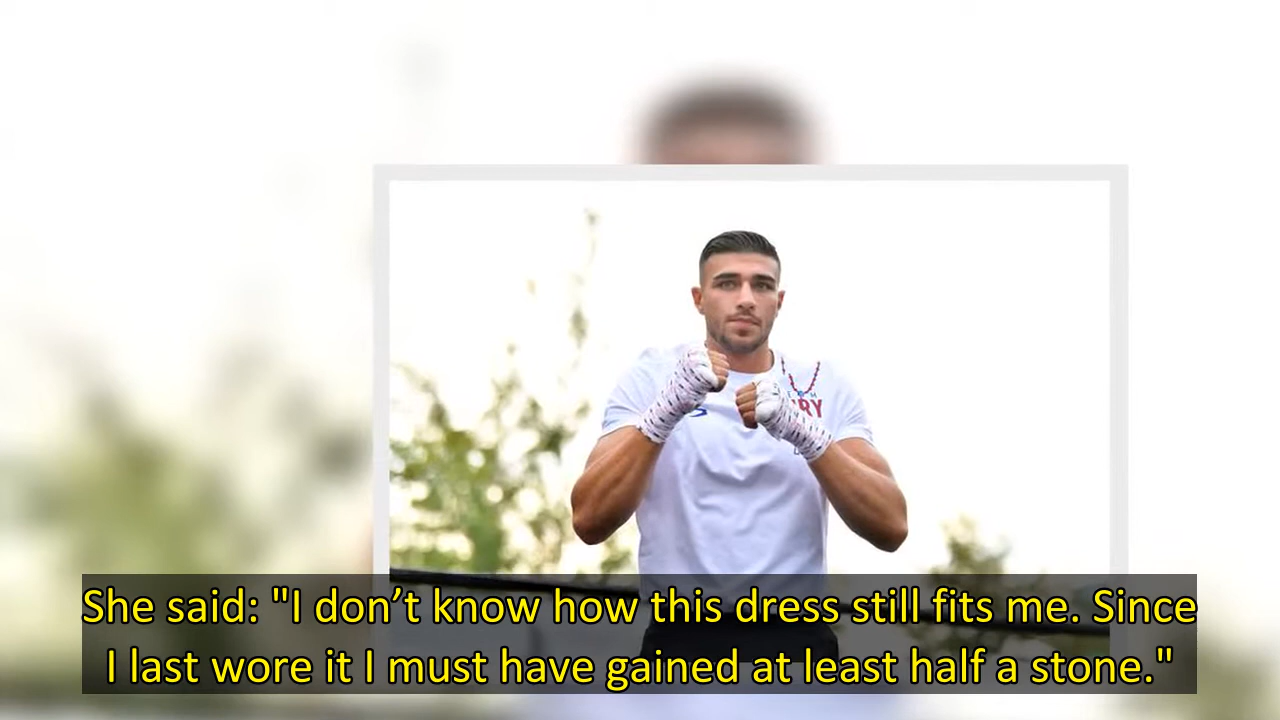 She said: "I don’t know how this dress still fits me. Since
I last wore it I must have gained at least half a stone."